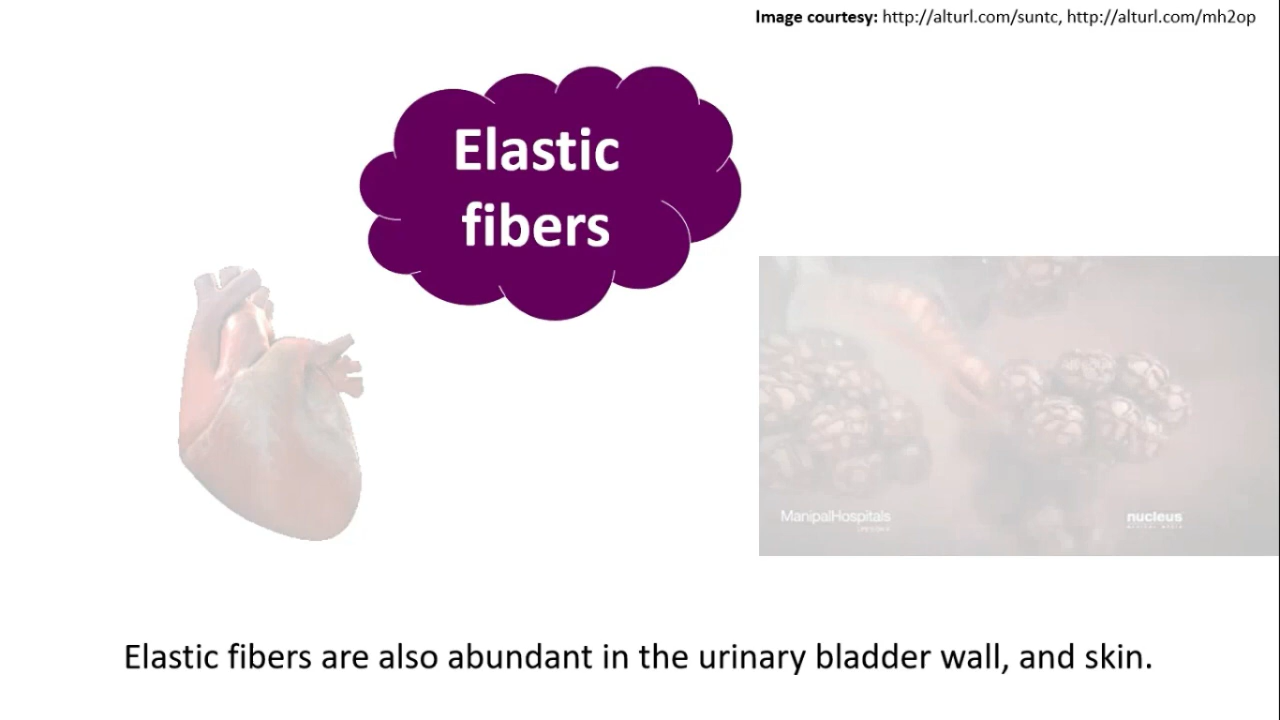 Image courtesy: http://alturl.com/suntc, http://alturl.com/mh2op
Elastic
fibers
ManipalHospitals
nucleus
Elastic fibers are also abundant in the urinary bladder wall, and skin.